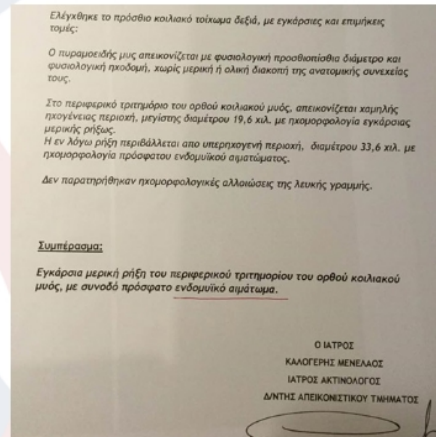 Ελέγχθηκε το πρόσθιο κοιλιακό τοίχωμα δεξιά, με εγκάρσιες και επιμήκεις
τομές:
Ο πυραμοειδής μυς απεικονίζεται με φυσιολογική προσθιοπίσθια διάμετρο και
φυσιολογική ηχοδομή, χωρίς μερική ή ολική διακοπή της ανατομικής συνεχείας
τους.
Στο περιφερικό τριτημόριο του ορθού κοιλιακού μυός, απεικονίζεται χαμηλής
ηχογένειας περιοχή, μεγίστης διαμέτρου 19,6 χιλ. με ηχομορφολογία εγκάρσιας
μερικής ρήξεως.
Η εν λόγω ρήξη περιβάλλεται απο υπερηχογενή περιοχή, διαμέτρου 33,6 χιλ. με
ηχομορφολογία πρόσφατου ενδομυϊκού αιματώματος.
Δεν παρατηρήθηκαν ηχομορφολογικές αλλοιώσεις της λευκής γραμμής.
Συμπέρασμα:
Εγκάρσια μερική ρήξη του περιφερικού τριτημορίου του ορθού κοιλιακού
μυός, με συνοδό πρόσφατο ενδομυϊκό αιμάτωμα.
Ο ΙΑΤΡΟΣ
ΚΑΛΟΓΕΡΗΣ ΜΕΝΕΛΑΟΣ
ΙΑΤΡΟΣ ΑΚΤΙΝΟΛΟΓΟΣ
Δ/ΝΤΗΣ ΑΠΕΙΚΟΝΙΣΤΙΚΟΥ ΤΜΗΜΑΤΟΣ